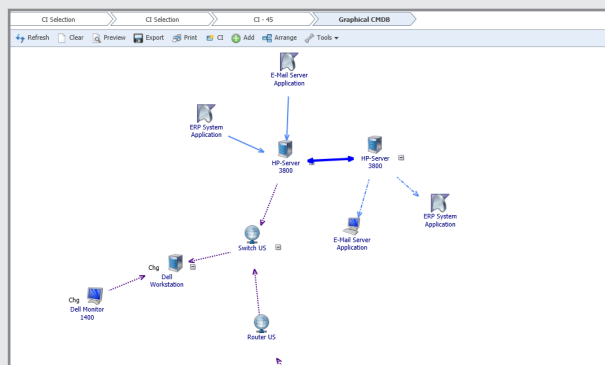 CI Selection CI Selection CI - 45 Graphical CMDB
Refresh Clear Preview Export Print CI Add Arrange Tools
E-Mail Server
Application
ERP System
Application
HP-Server
3800
HP-Server
3800
ERP System
Application
E-Mail Server
Application
Switch US
Chg
Dell
Workstation
Chg
Dell Monitor
1400
Router US